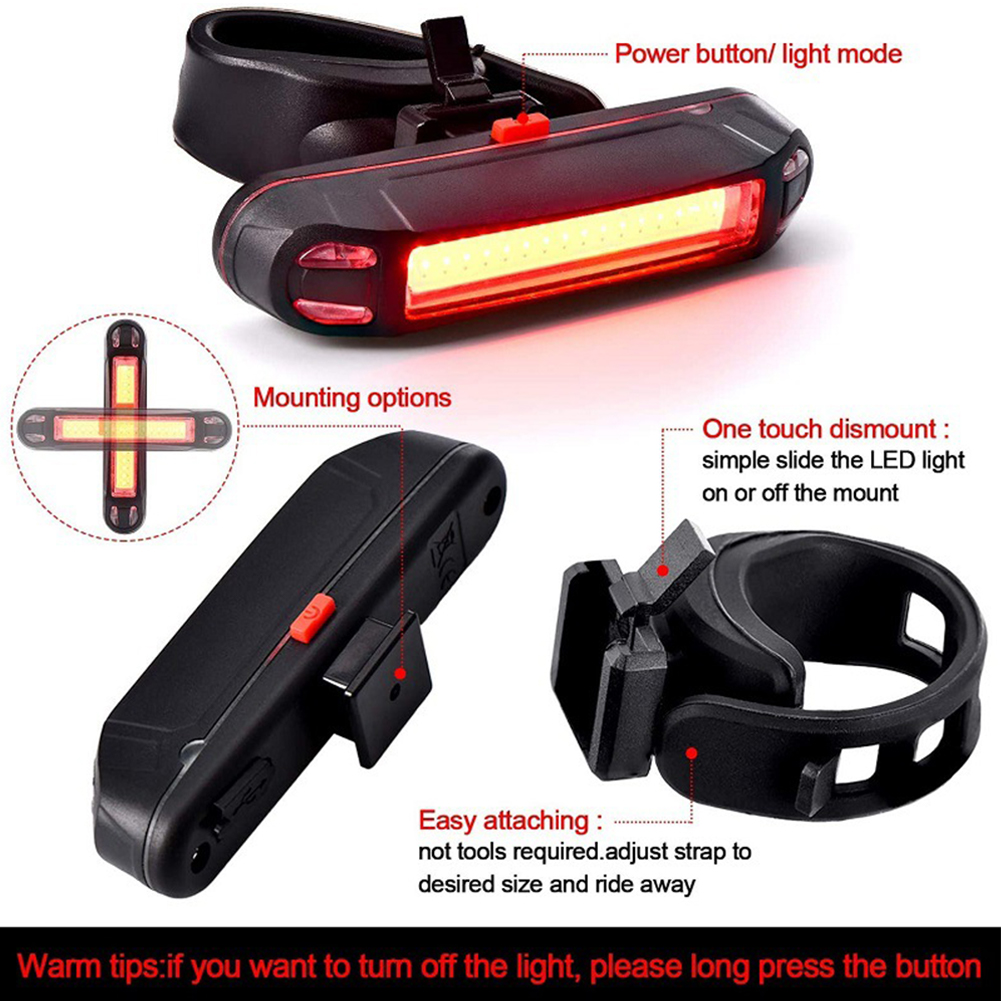 Power button/ light mode
Mounting options
One touch dismount :
simple slide the LED light
on or off the mount
Easy attaching :
not tools required.adjust strap to
desired size and ride away
Warm tips:if you want to turn off the light, please long press the button